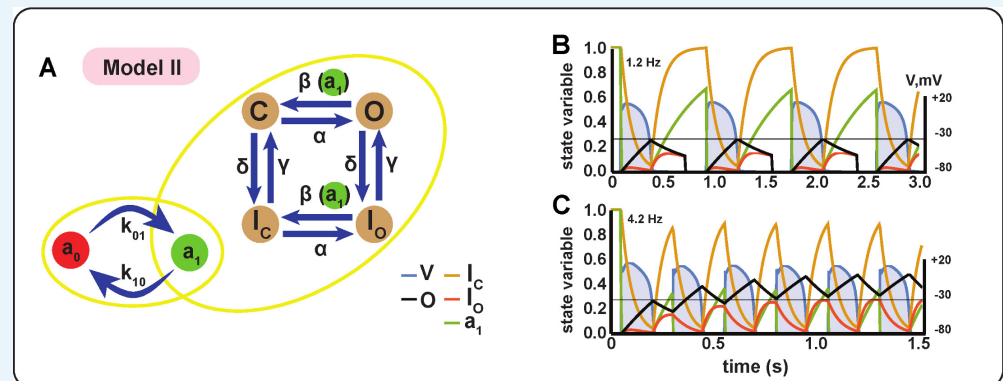 A
Model II
β (a1)
C
O
α
δ
γ
δ
γ
β (a1)
IC
IO
α
a0
k01
a1
k10
V
IC
O
IO
a1
B
1.2 Hz
V,mV
state variable
1.0
0.8
0.6
0.4
0.2
0.0
+20
-30
-80
0
0.5
1.0
1.5
2.0
2.5
3.0
C
4.2 Hz
state variable
1.0
0.8
0.6
0.4
0.2
0.0
+20
-30
-80
0
0.5
1.0
1.5
time (s)